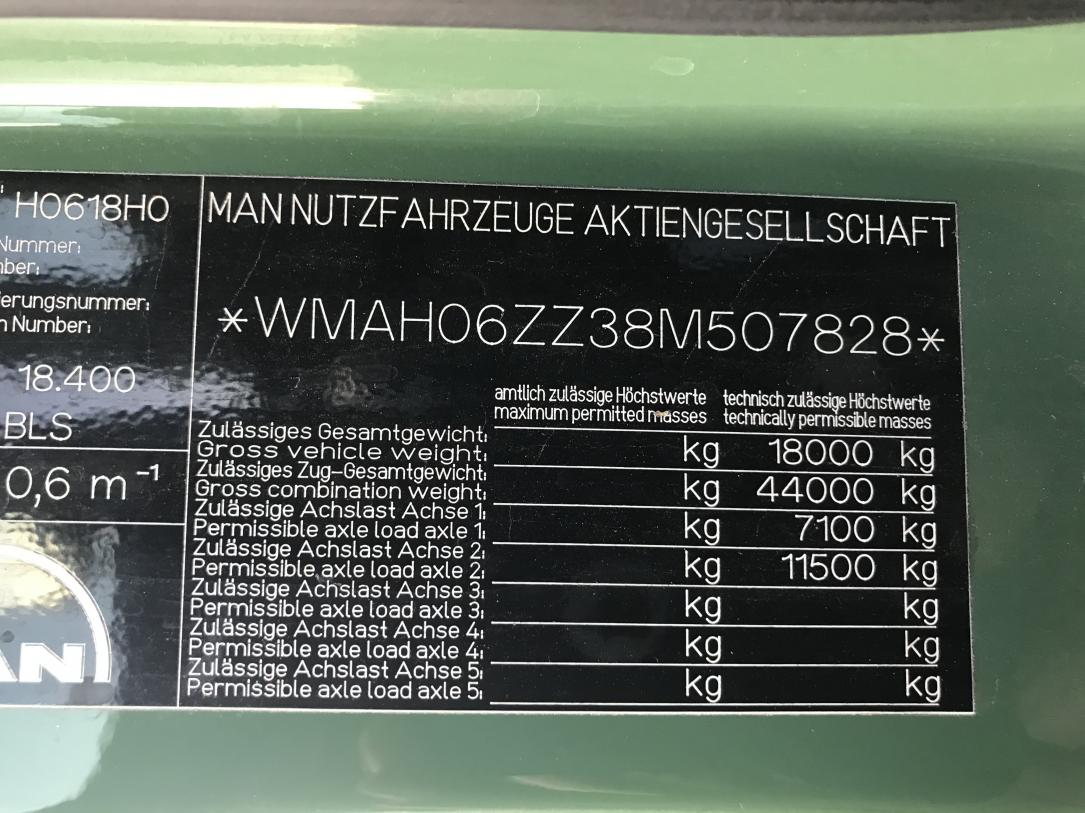 H0618H0
Nummer:
ber:
erungsnummer:
n Number:
18.400
BLS
0,6 m⁻¹
AN
MAN NUTZFAHRZEUGE AKTIENGESELLSCHAFT
*WMAH06ZZ38M507828*
amtlich zulässige Höchstwerte technisch zulässige Höchstwerte
maximum permitted masses technically permissible masses
Zulässiges Gesamtgewicht:
Gross vehicle weight: kg 18000 kg
Zulässiges Zug-Gesamtgewicht:
Gross combination weight: kg 44000 kg
Zulässige Achslast Achse 1:
Permissible axle load axle 1: kg 7100 kg
Zulässige Achslast Achse 2:
Permissible axle load axle 2: kg 11500 kg
Zulässige Achslast Achse 3:
Permissible axle load axle 3: kg kg
Zulässige Achslast Achse 4:
Permissible axle load axle 4: kg kg
Zulässige Achslast Achse 5:
Permissible axle load axle 5: kg kg